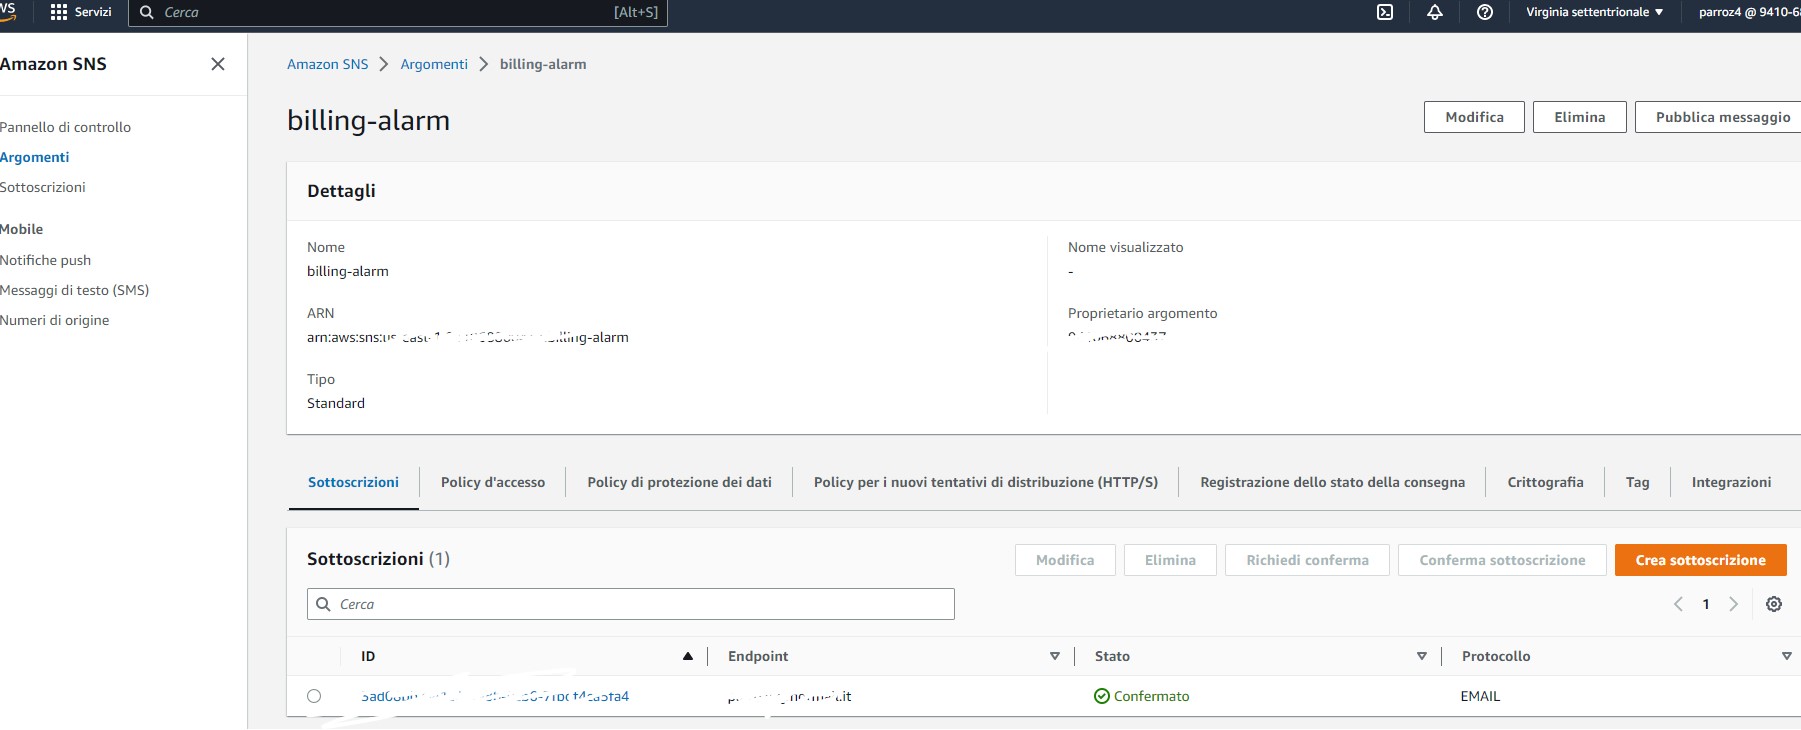 Servizi
Cerca
[Alt+S]
Virginia settentrionale
parroz4 @ 9410-6
Amazon SNS
Pannello di controllo
Argomenti
Sottoscrizioni
Mobile
Notifiche push
Messaggi di testo (SMS)
Numeri di origine
Amazon SNS > Argomenti > billing-alarm
billing-alarm
Modifica
Elimina
Pubblica messaggio
Dettagli
Nome
billing-alarm
Nome visualizzato
-
ARN
arn:aws:sns:us-east-1 billing-alarm
Proprietario argomento
Tipo
Standard
Sottoscrizioni
Policy d'accesso
Policy di protezione dei dati
Policy per i nuovi tentativi di distribuzione (HTTP/S)
Registrazione dello stato della consegna
Crittografia
Tag
Integrazioni
Sottoscrizioni (1)
Modifica
Elimina
Richiedi conferma
Conferma sottoscrizione
Crea sottoscrizione
Cerca
1
ID
Endpoint
Stato
Protocollo
Confermato
EMAIL